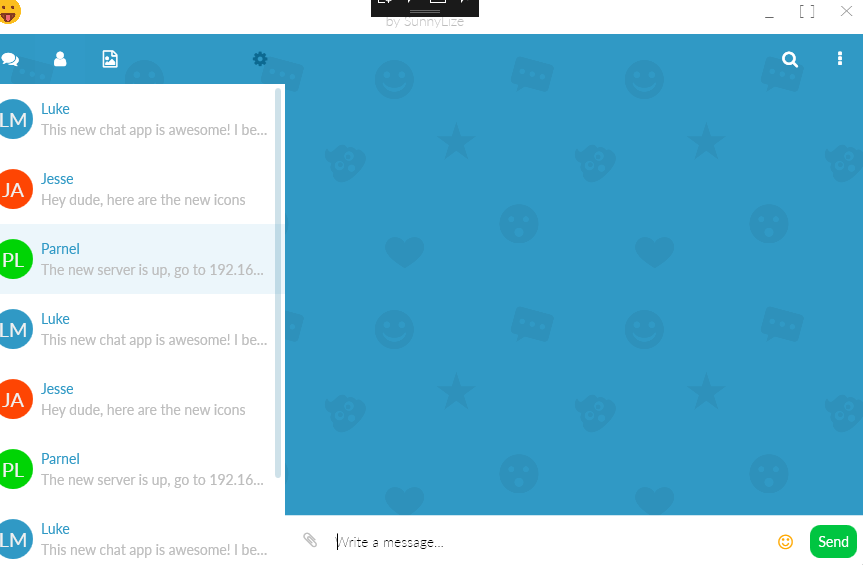 by SunnyLize
LM
Luke
This new chat app is awesome! I be...
JA
Jesse
Hey dude, here are the new icons
PL
Parnel
The new server is up, go to 192.16...
LM
Luke
This new chat app is awesome! I be...
JA
Jesse
Hey dude, here are the new icons
PL
Parnel
The new server is up, go to 192.16...
LM
Luke
This new chat app is awesome! I be...
Write a message...
Send